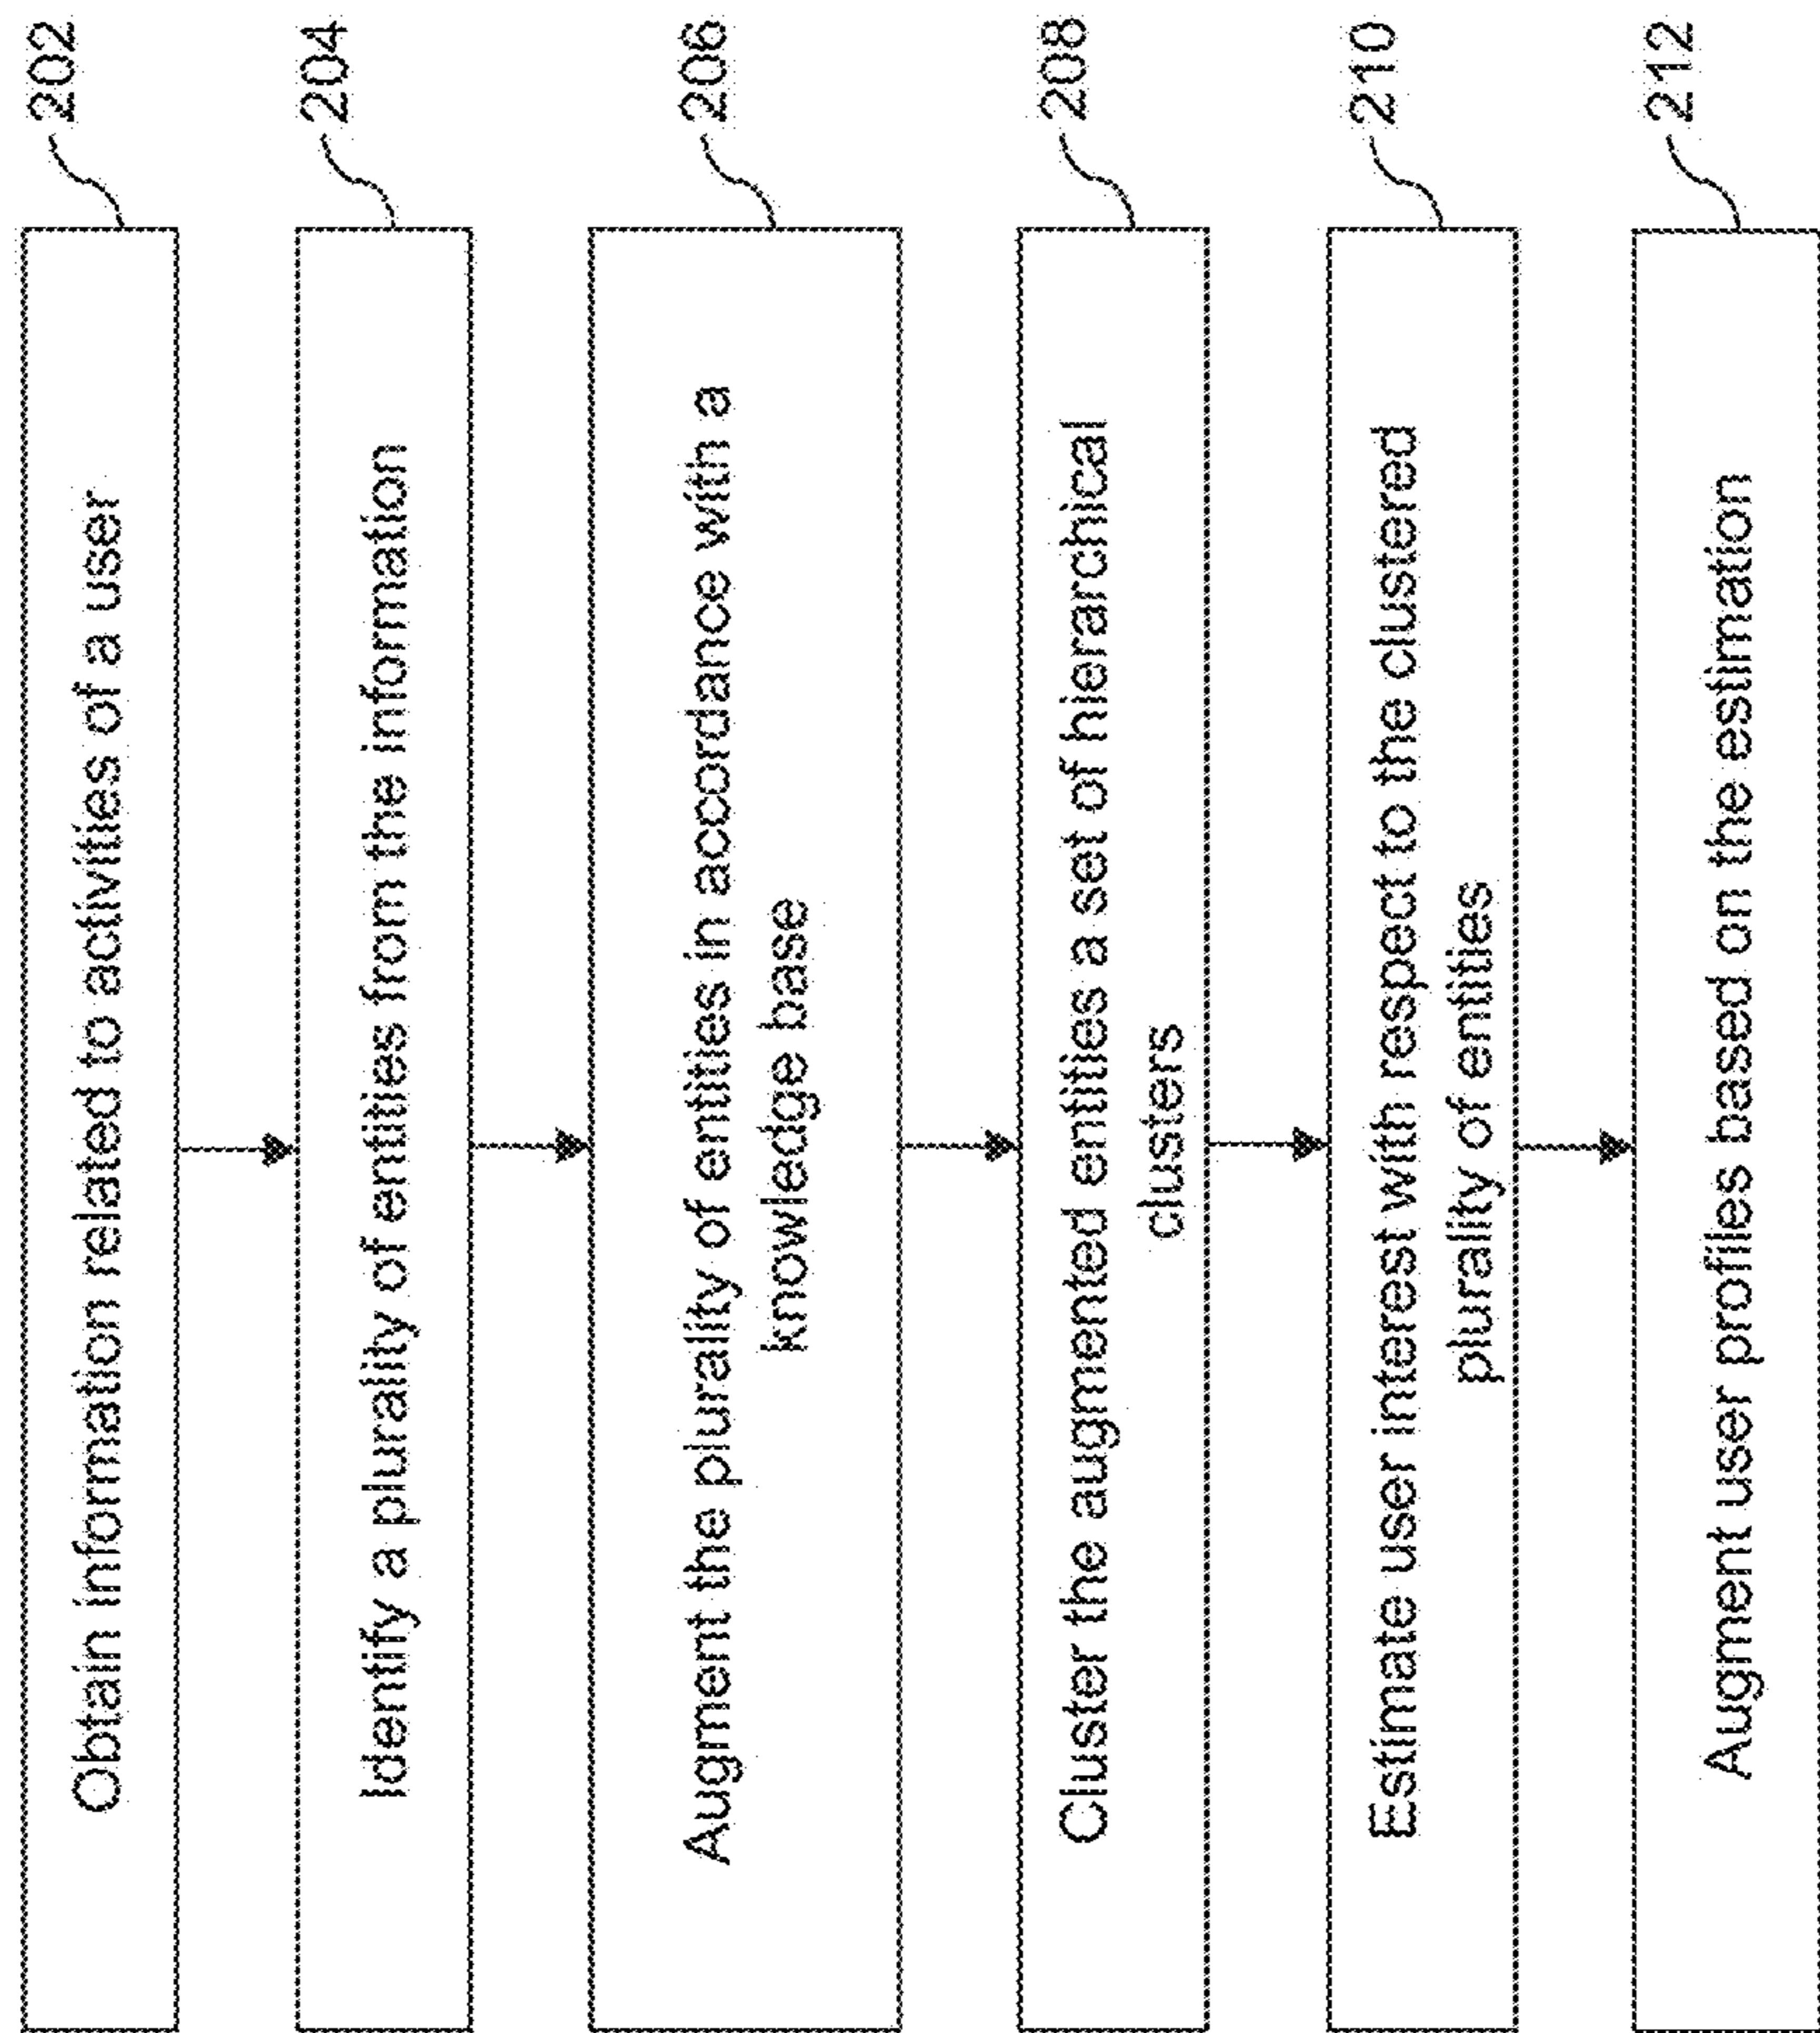 Obtain information related to activities of a user
202
Identify a plurality of entities from the information
204
Augment the plurality of entities in accordance with a
knowledge base
206
Cluster the augmented entities a set of hierarchical
clusters
208
Estimate user interest with respect to the clustered
plurality of entities
210
Augment user profiles based on the estimation
212